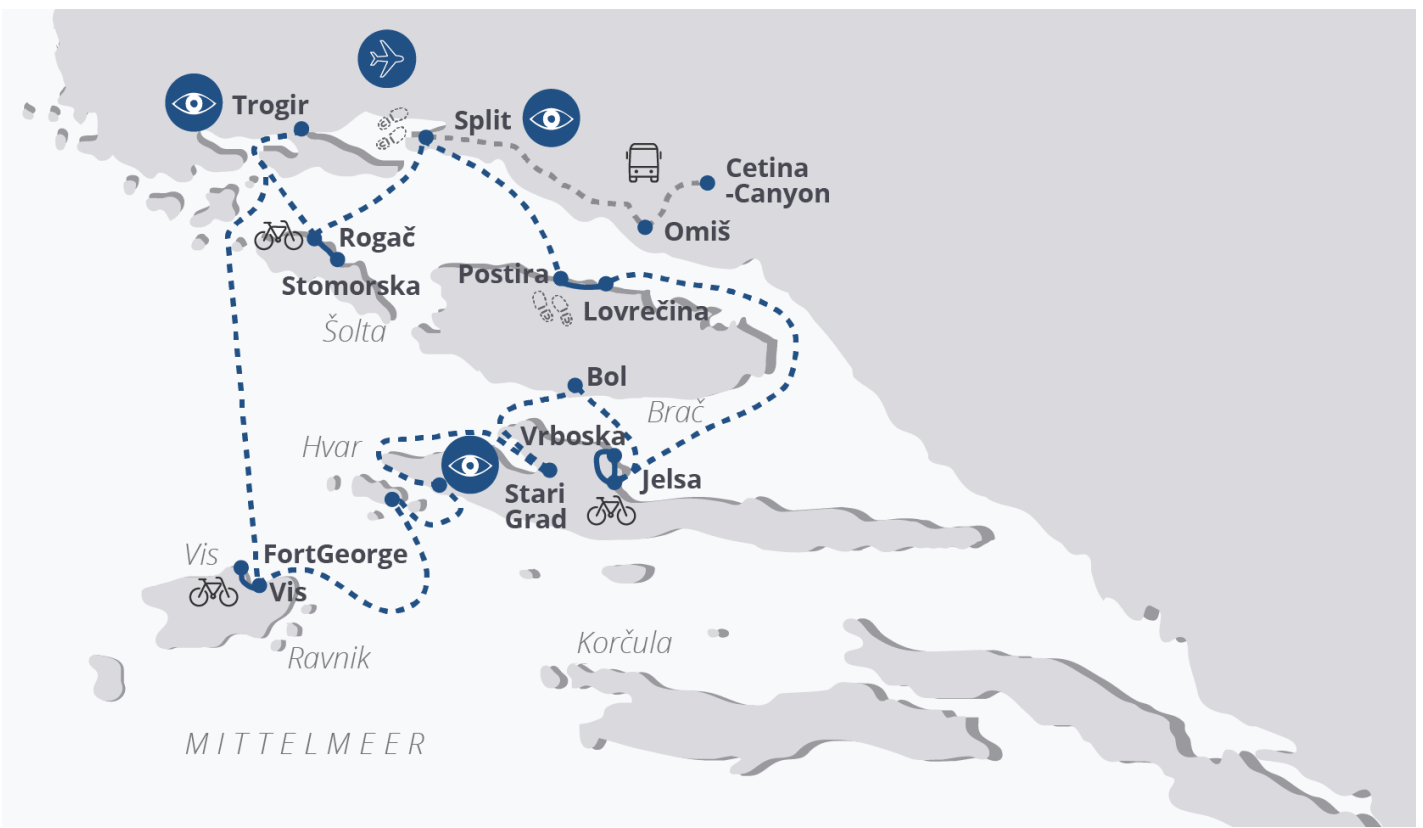 Trogir
Split
Cetina
-Canyon
Omiš
Rogač
Stomorska
Postira
Lovrečina
Šolta
Bol
Brač
Hvar
Vrboska
Jelsa
Stari
Grad
Vis
FortGeorge
Vis
Ravnik
Korčula
MITTELMEER